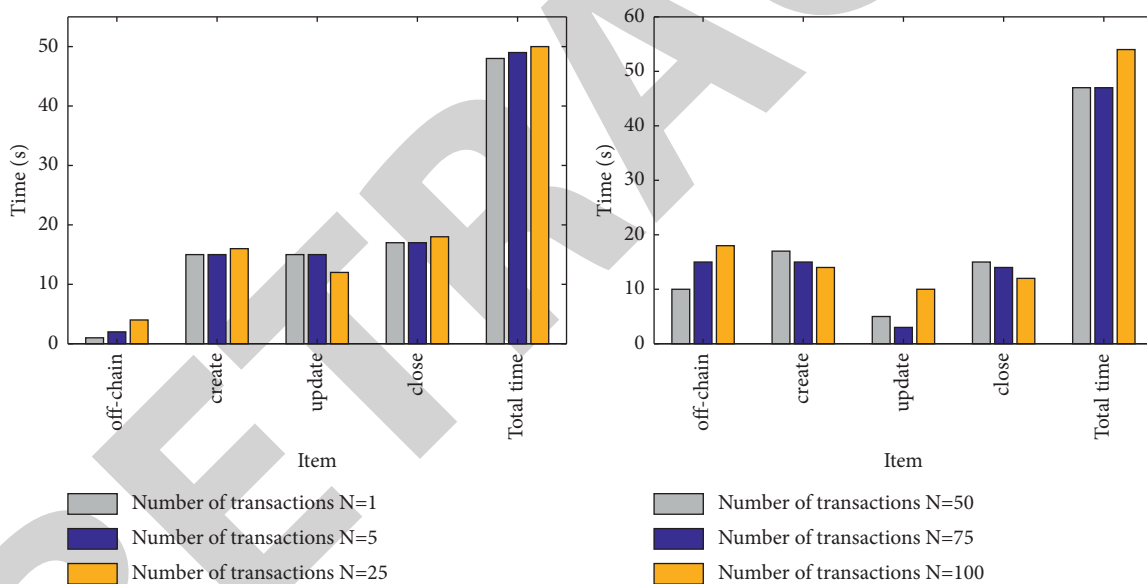 50
40
30
20
10
0
Time (s)
off-chain
create
update
close
Total time
Item
Number of transactions N=1
Number of transactions N=5
Number of transactions N=25
60
50
40
30
20
10
0
Time (s)
off-chain
create
update
close
Total time
Item
Number of transactions N=50
Number of transactions N=75
Number of transactions N=100